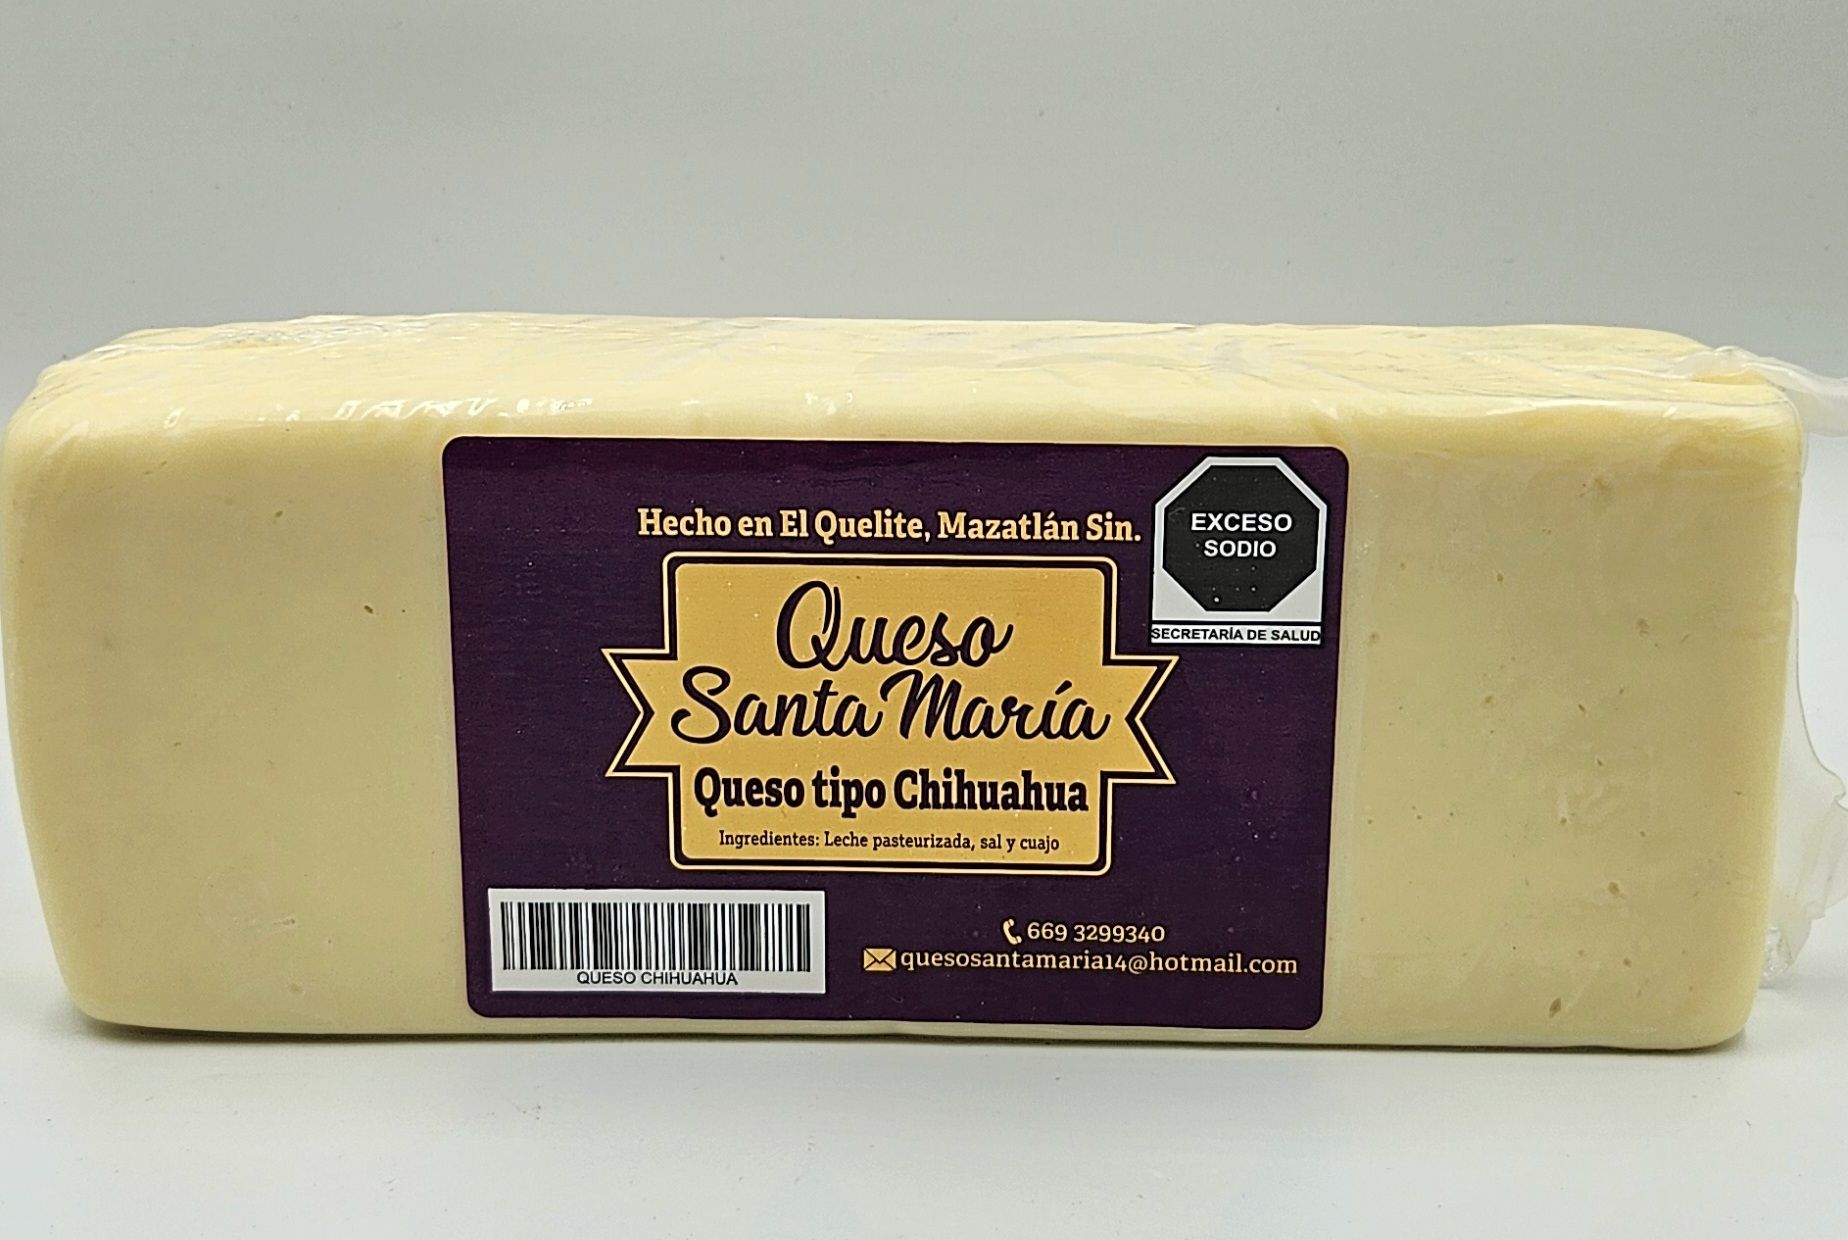 Hecho en El Quelite, Mazatlán Sin.
EXCESO
SODIO
SECRETARÍA DE SALUD
Queso
Santa María
Queso tipo Chihuahua
Ingredientes: Leche pasteurizada, sal y cuajo
QUESO CHIHUAHUA
669 3299340
quesosantamaria14@hotmail.com